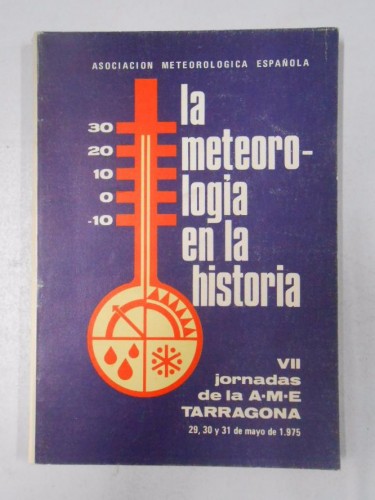 ASOCIACION METEOROLOGICA ESPAÑOLA
30
20
10
0
-10
la
meteoro-
logia
en la
historia
VII
jornadas
de la A·M·E
TARRAGONA
29, 30 y 31 de mayo de 1.975